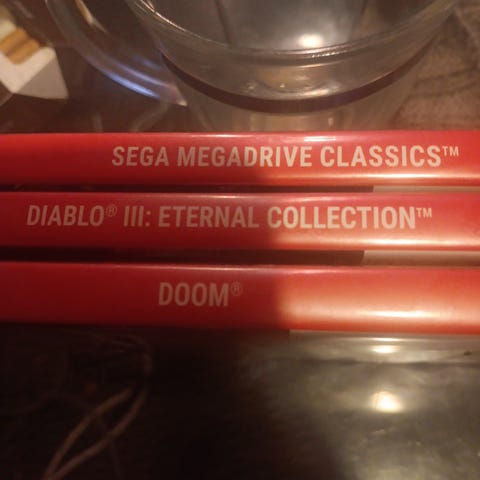 SEGA MEGADRIVE CLASSICS™
DIABLO® III: ETERNAL COLLECTION™
DOOM®